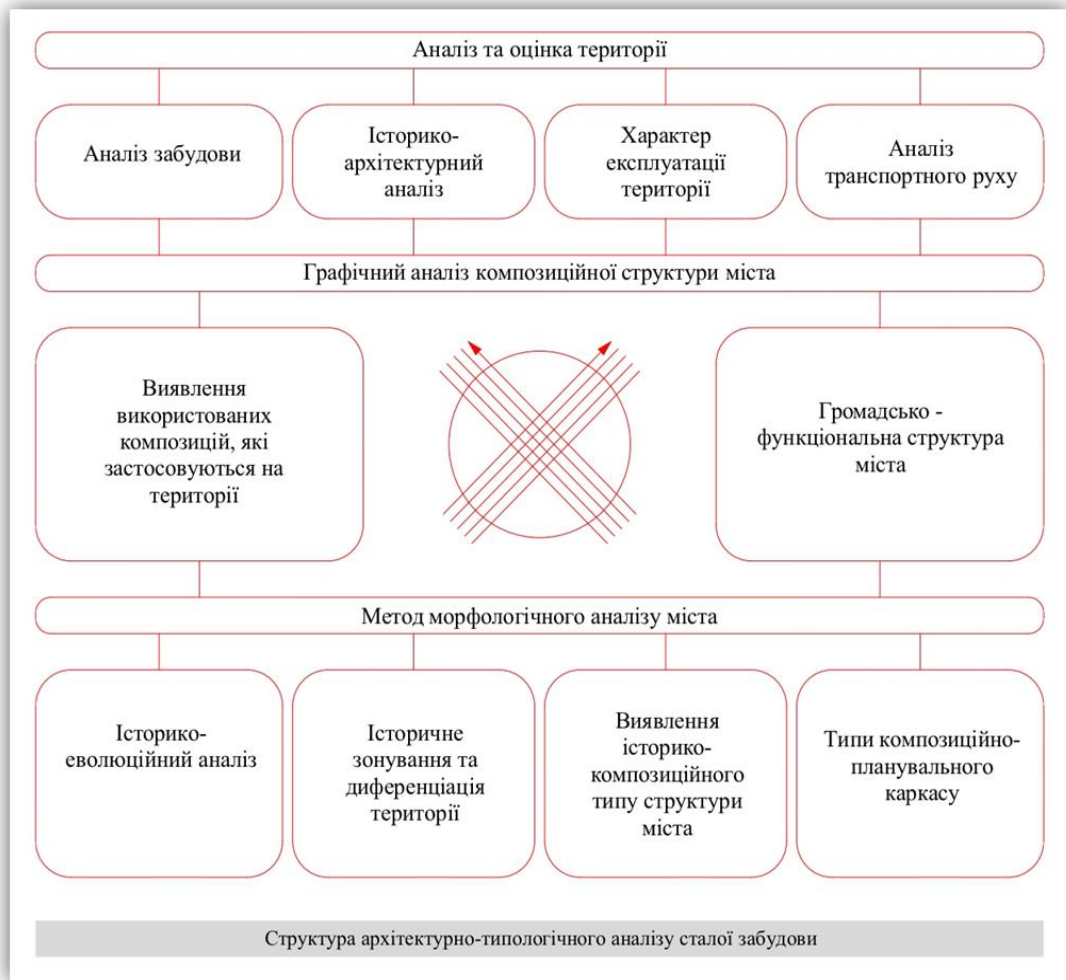 Аналіз та оцінка території
Аналіз забудови
Історико-
архітектурний
аналіз
Характер
експлуатації
території
Аналіз
транспортного руху
Графічний аналіз композиційної структури міста
Виявлення
використованих
композицій, які
застосовуються на
території
Громадсько -
функціональна структура
міста
Метод морфологічного аналізу міста
Історико-
еволюційний аналіз
Історичне
зонування та
диференціація
території
Виявлення
історико-
композиційного
типу структури
міста
Типи композиційно-
планувального
каркасу
Структура архітектурно-типологічного аналізу сталої забудови